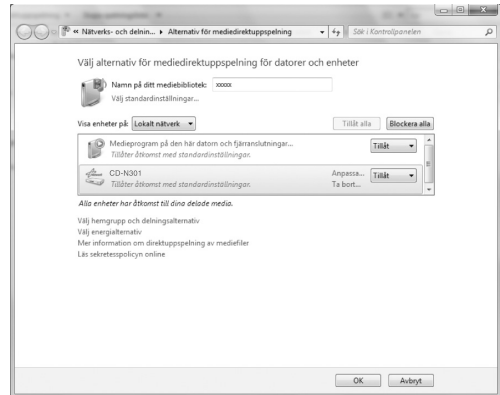 « Nätverks- och delnin... ▸ Alternativ för mediedirektuppspelning
Sök i Kontrollpanelen
Välj alternativ för mediedirektuppspelning för datorer och enheter
Namn på ditt mediebibliotek: xxxxx
Välj standardinställningar...
Visa enheter på: Lokalt nätverk
Tillåt alla
Blockera alla
Medieprogram på den här datorn och fjärranslutningar...
Tillåter åtkomst med standardinställningar.
Tillåt
CD-N301
Tillåter åtkomst med standardinställningar.
Anpassa...
Ta bort...
Tillåt
Alla enheter har åtkomst till dina delade media.
Välj hemgrupp och delningsalternativ
Välj energialternativ
Mer information om direktuppspelning av mediefiler
Läs sekretesspolicyn online
OK
Avbryt